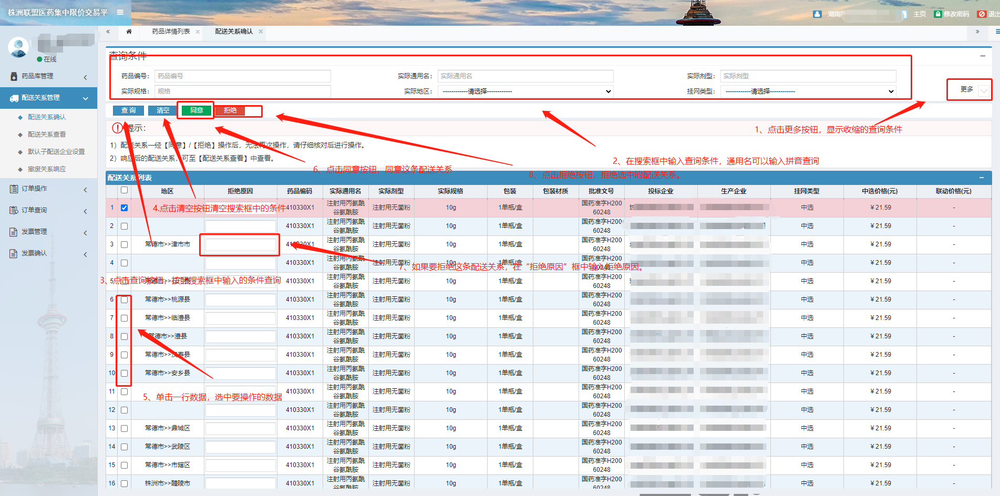 株洲联盟医药集中限价交易平
湖南
主页
修改密码
退出
药品详情列表
配送关系确认
在线
药品库管理
配送关系管理
配送关系确认
配送关系查看
默认子配送企业设置
撤废关系响应
订单操作
订单查询
发票管理
发票确认
查询条件
药品编号: 药品编号 实际通用名: 实际通用名 实际剂型: 实际剂型
实际规格: 规格 实际地区: ------------请选择------------ 挂网类型: ------------请选择------------
更多
查 询 清空 同意 拒绝
提示:
1）配送关系一经【同意】/【拒绝】操作后，无法再次操作，请仔细核对后进行操作。
2）响应后的配送关系，可至【配送关系查看】中查看。
1、点击更多按钮，显示收缩的查询条件
2、在搜索框中输入查询条件，通用名可以输入拼音查询
6、点击同意按钮，同意这条配送关系
8、点击拒绝按钮，拒绝选中的配送关系。
配送关系列表
地区 拒绝原因 药品编码 实际通用名 实际剂型 实际规格 包装 包装材质 批准文号 投标企业 生产企业 挂网类型 中选价格(元) 联动价格(元)
4.点击清空按钮清空搜索框中的条件
1 410330X1 注射用丙氨酰谷氨酰胺 注射用无菌粉 10g 1单瓶/盒 国药准字H20060248 中选 ￥21.59 -
2 410330X1 注射用丙氨酰谷氨酰胺 注射用无菌粉 10g 1单瓶/盒 国药准字H20060248 中选 ￥21.59 -
3 常德市>>津市市 410330X1 注射用丙氨酰谷氨酰胺 注射用无菌粉 10g 1单瓶/盒 国药准字H20060248 中选 ￥21.59 -
4 410330X1 注射用丙氨酰谷氨酰胺 注射用无菌粉 10g 1单瓶/盒 国药准字H20060248 中选 ￥21.59 -
7、如果要拒绝这条配送关系，在“拒绝原因”框中输入拒绝原因。
3、点击查询按钮，按照搜索框中输入的条件查询
5 410330X1 注射用丙氨酰谷氨酰胺 注射用无菌粉 10g 1单瓶/盒 国药准字H20060248 中选 ￥21.59 -
6 常德市>>桃源县 410330X1 注射用丙氨酰谷氨酰胺 注射用无菌粉 10g 1单瓶/盒 国药准字H20060248 中选 ￥21.59 -
7 常德市>>临澧县 410330X1 注射用丙氨酰谷氨酰胺 注射用无菌粉 10g 1单瓶/盒 国药准字H20060248 中选 ￥21.59 -
8 常德市>>澧县 410330X1 注射用丙氨酰谷氨酰胺 注射用无菌粉 10g 1单瓶/盒 国药准字H20060248 中选 ￥21.59 -
9 常德市>>汉寿县 410330X1 注射用丙氨酰谷氨酰胺 注射用无菌粉 10g 1单瓶/盒 国药准字H20060248 中选 ￥21.59 -
10 常德市>>安乡县 410330X1 注射用丙氨酰谷氨酰胺 注射用无菌粉 10g 1单瓶/盒 国药准字H20060248 中选 ￥21.59 -
5、单击一行数据，选中要操作的数据
11 410330X1 注射用丙氨酰谷氨酰胺 注射用无菌粉 10g 1单瓶/盒 国药准字H20060248 中选 ￥21.59 -
12 410330X1 注射用丙氨酰谷氨酰胺 注射用无菌粉 10g 1单瓶/盒 国药准字H20060248 中选 ￥21.59 -
13 常德市>>鼎城区 410330X1 注射用丙氨酰谷氨酰胺 注射用无菌粉 10g 1单瓶/盒 国药准字H20060248 中选 ￥21.59 -
14 常德市>>武陵区 410330X1 注射用丙氨酰谷氨酰胺 注射用无菌粉 10g 1单瓶/盒 国药准字H20060248 中选 ￥21.59 -
15 常德市>>市辖区 410330X1 注射用丙氨酰谷氨酰胺 注射用无菌粉 10g 1单瓶/盒 国药准字H20060248 中选 ￥21.59 -
16 株洲市>>醴陵市 410330X1 注射用丙氨酰谷氨酰胺 注射用无菌粉 10g 1单瓶/盒 国药准字H20060248 中选 ￥21.59 -